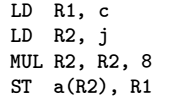 LD R1, c
LD R2, j
MUL R2, R2, 8
ST a(R2), R1